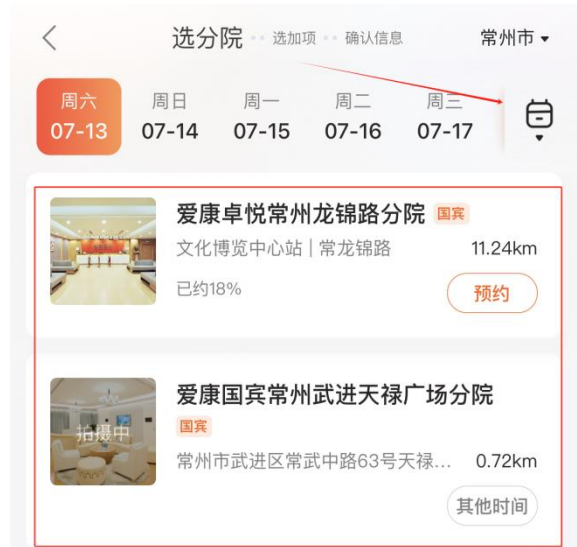 选分院 选加项 确认信息 常州市
周六 周日 周一 周二 周三
07-13 07-14 07-15 07-16 07-17
爱康卓悦常州龙锦路分院 国宾
文化博览中心站 | 常龙锦路 11.24km
已约18% 预约
爱康国宾常州武进天禄广场分院
拍摄中 国宾
常州市武进区常武中路63号天禄... 0.72km
其他时间